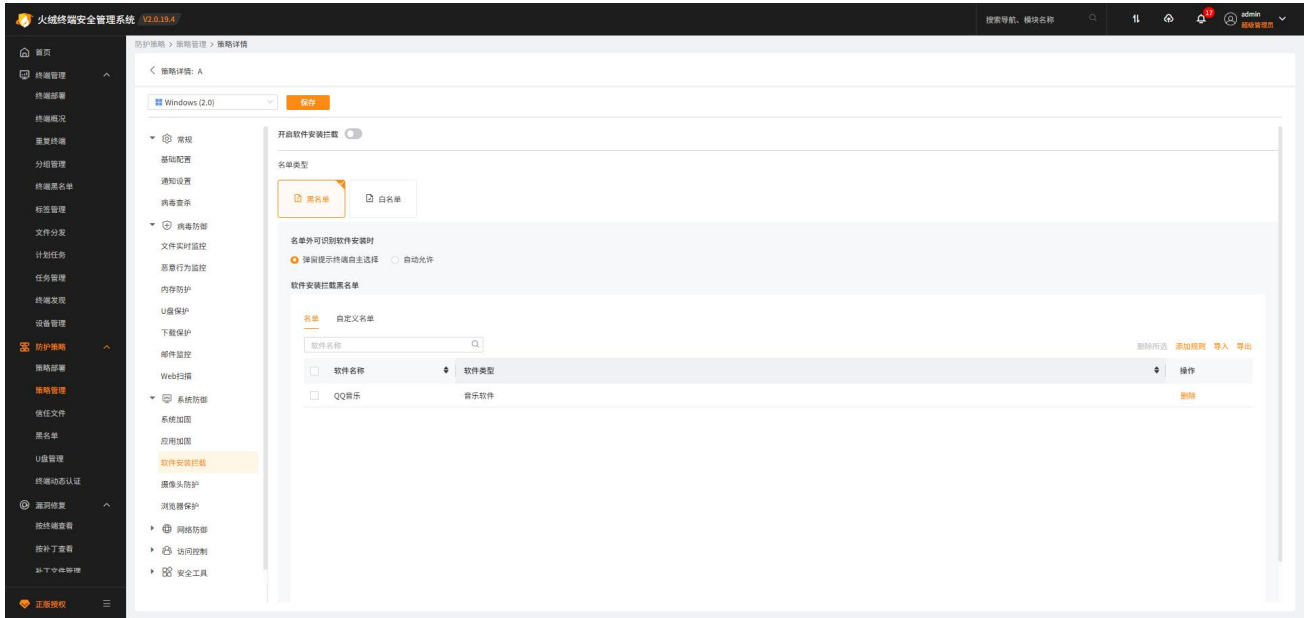 火绒终端安全管理系统 V2.0.19.4
搜索导航、模块名称
17
admin
超级管理员
首页
终端管理
终端部署
终端概况
重复终端
分组管理
终端黑名单
标签管理
文件分发
计划任务
任务管理
终端发现
设备管理
防护策略
策略部署
策略管理
信任文件
黑名单
U盘管理
终端动态认证
漏洞修复
按终端查看
按补丁查看
补丁文件管理
正版授权
防护策略 > 策略管理 > 策略详情
策略详情: A
Windows (2.0)
保存
常规
基础配置
通知设置
病毒查杀
病毒防御
文件实时监控
恶意行为监控
内存防护
U盘保护
下载保护
邮件监控
Web扫描
系统防御
系统加固
应用加固
软件安装拦截
摄像头防护
浏览器保护
网络防御
访问控制
安全工具
开启软件安装拦截
名单类型
黑名单 白名单
名单外可识别软件安装时
弹窗提示终端自主选择 自动允许
软件安装拦截黑名单
名单 自定义名单
软件名称
删除所选 添加规则 导入 导出
软件名称 软件类型 操作
QQ音乐 音乐软件 删除